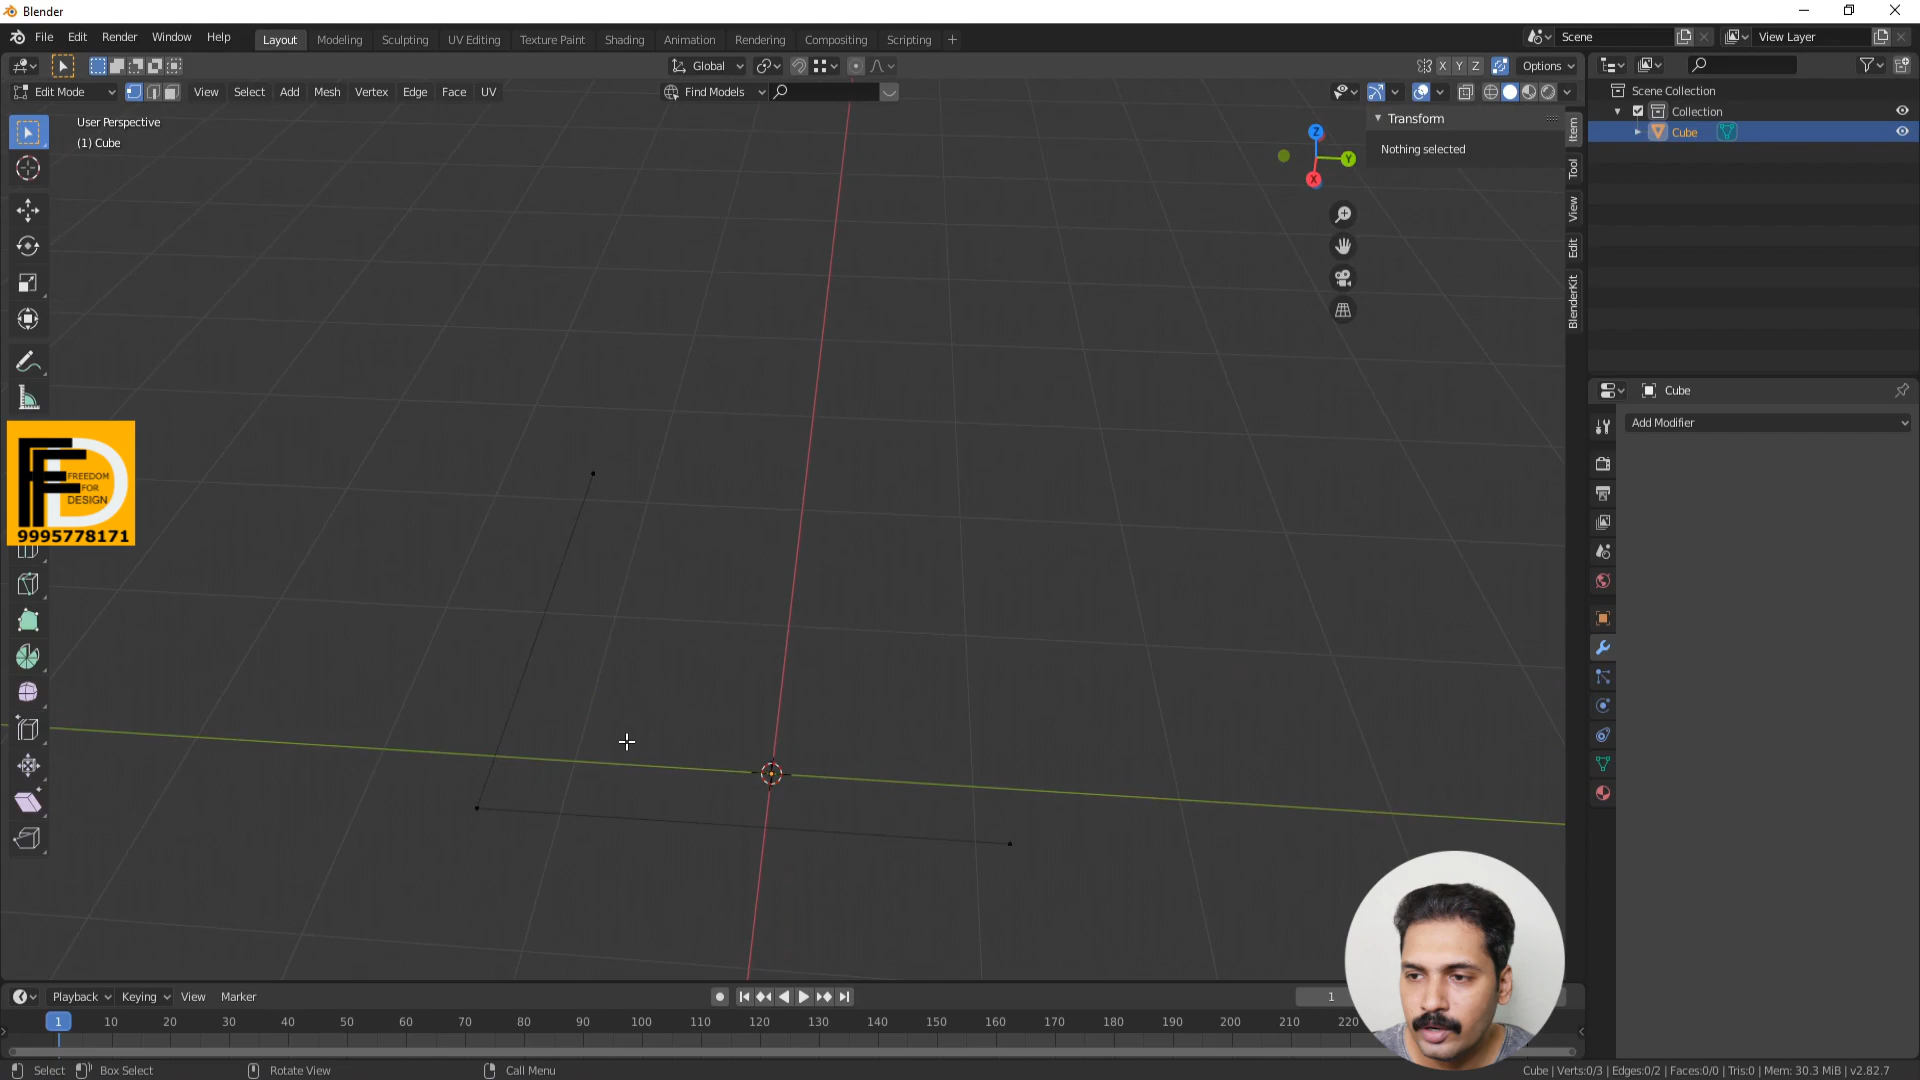 Blender
File Edit Render Window Help
Layout Modeling Sculpting UV Editing Texture Paint Shading Animation Rendering Compositing Scripting
Scene
View Layer
Global
X Y Z
Options
Edit Mode
View Select Add Mesh Vertex Edge Face UV
Find Models
User Perspective
(1) Cube
Transform
Nothing selected
Z
Y
X
Item
Tool
View
Edit
BlenderKit
Scene Collection
Collection
Cube
Cube
Add Modifier
FREEDOM
FOR
DESIGN
9995778171
Playback Keying View Marker
1
1 10 20 30 40 50 60 70 80 90 100 110 120 130 140 150 160 170 180 190 200 210 220
Select Box Select Rotate View Call Menu
Cube | Verts:0/3 | Edges:0/2 | Faces:0/0 | Tris:0 | Mem: 30.3 MiB | v2.82.7